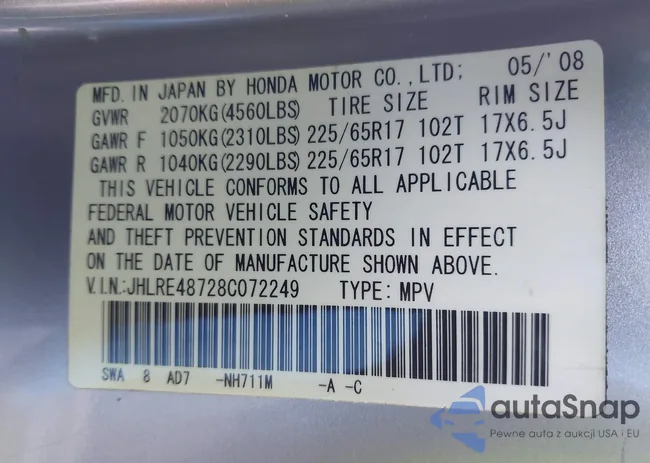 MFD. IN JAPAN BY HONDA MOTOR CO.,LTD; 05/'08
GVWR 2070KG(4560LBS) TIRE SIZE RIM SIZE
GAWR F 1050KG(2310LBS) 225/65R17 102T 17X6.5J
GAWR R 1040KG(2290LBS) 225/65R17 102T 17X6.5J
THIS VEHICLE CONFORMS TO ALL APPLICABLE
FEDERAL MOTOR VEHICLE SAFETY
AND THEFT PREVENTION STANDARDS IN EFFECT
ON THE DATE OF MANUFACTURE SHOWN ABOVE.
V.I.N.:JHLRE48728C072249 TYPE: MPV
SWA 8 AD7 -NH711M -A -C
autaSnap
Pewne auta z aukcji USA i EU